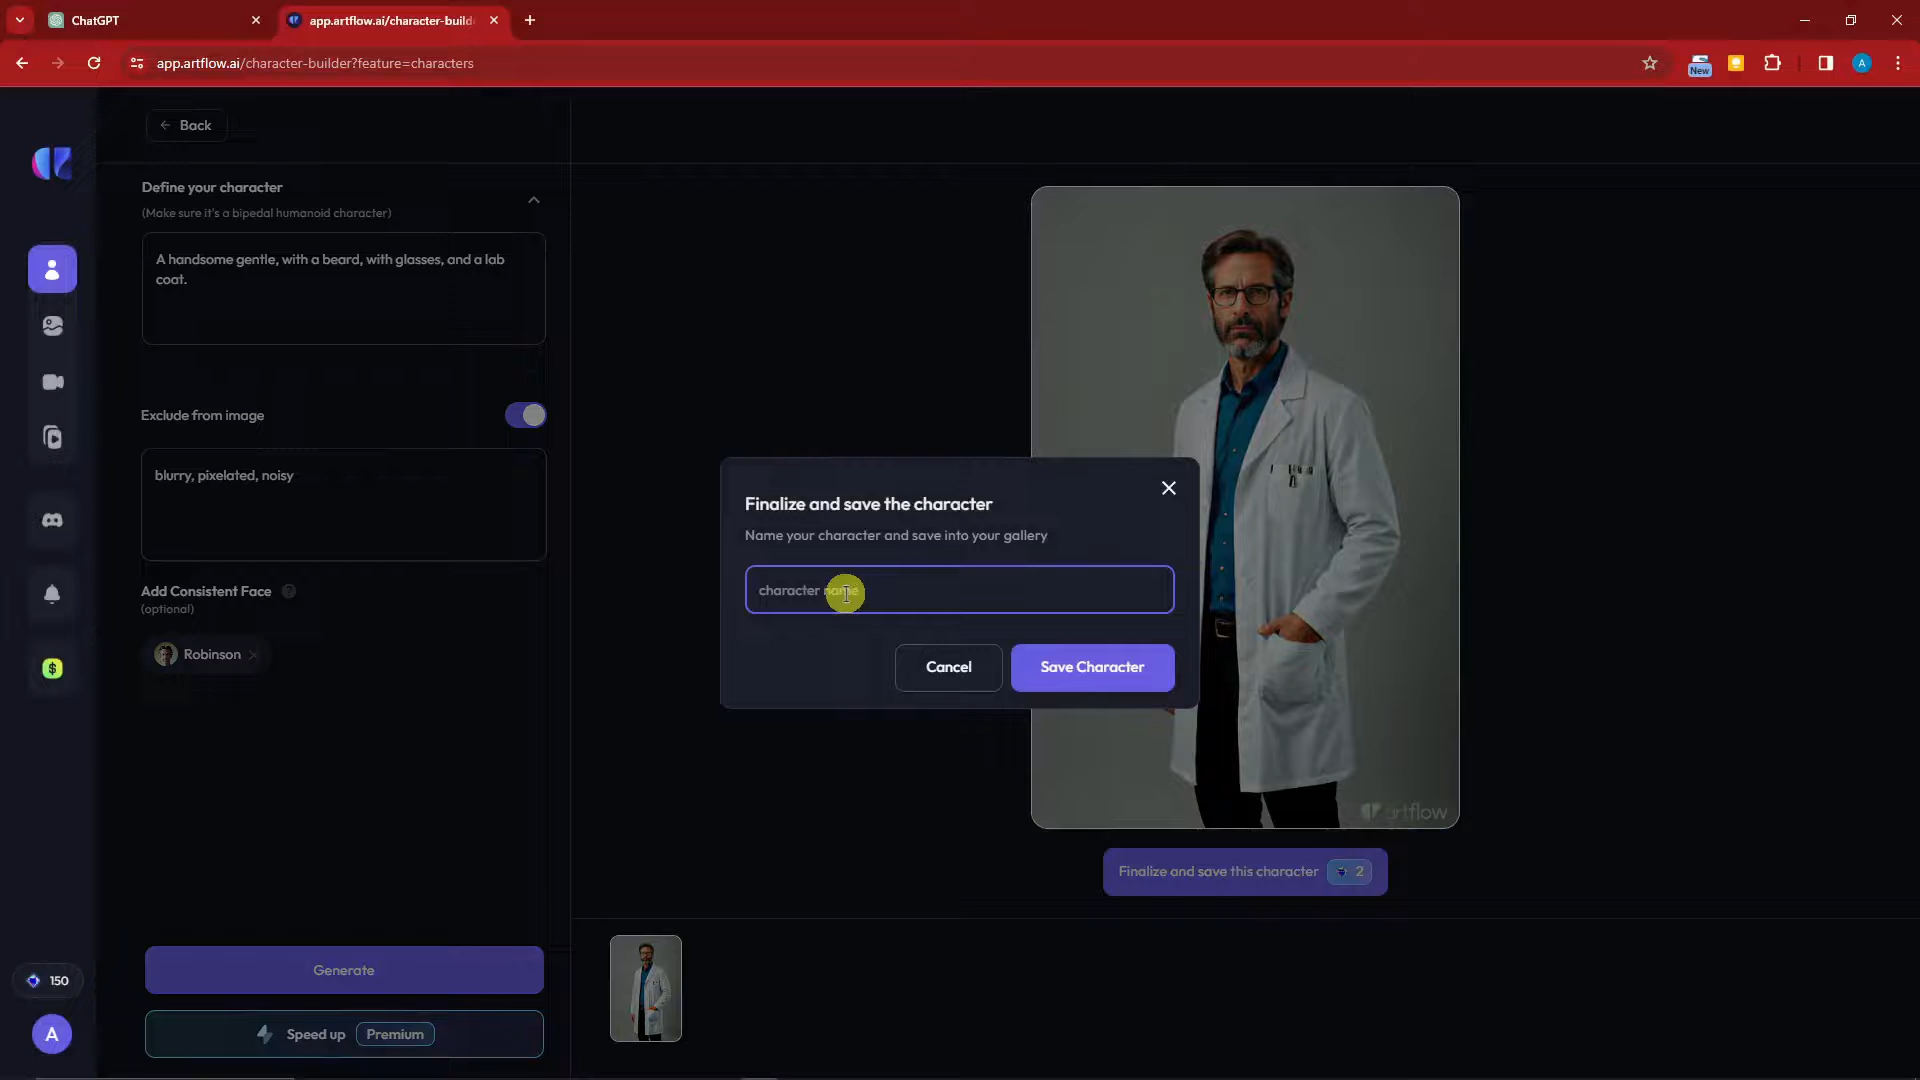 ChatGPT
app.artflow.ai/character-build
app.artflow.ai/character-builder?feature=characters
New
A
Back
Define your character
(Make sure it's a bipedal humanoid character)
A handsome gentle, with a beard, with glasses, and a lab
coat.
Exclude from image
blurry, pixelated, noisy
Add Consistent Face ?
(optional)
Robinson
Generate
Speed up Premium
150
A
Finalize and save the character
Name your character and save into your gallery
character name
Cancel
Save Character
artflow
Finalize and save this character 2